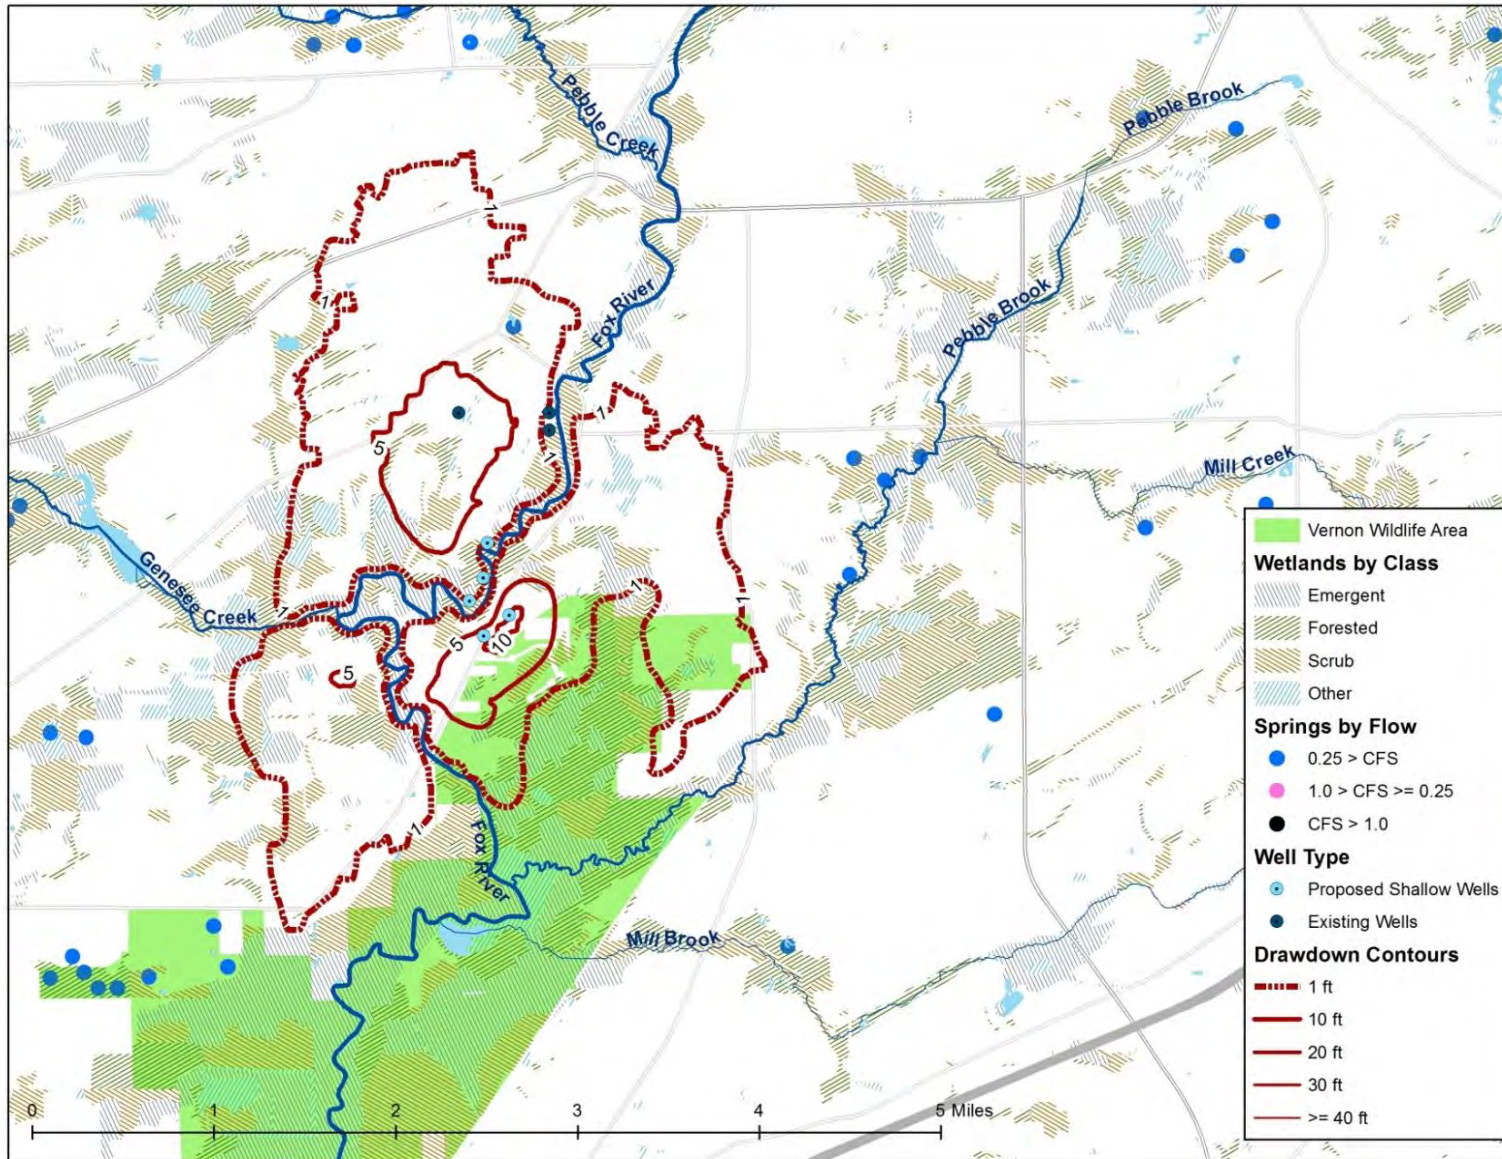 Pebble Creek
Pebble Brook
1
1
Fox River
Pebble Brook
1
5
1
Mill Creek
Genesee Creek
1
1
1
5
10
5
1
Fox River
Mill Brook
0 1 2 3 4 5 Miles
Vernon Wildlife Area
Wetlands by Class
Emergent
Forested
Scrub
Other
Springs by Flow
0.25 > CFS
1.0 > CFS >= 0.25
CFS > 1.0
Well Type
Proposed Shallow Wells
Existing Wells
Drawdown Contours
1 ft
10 ft
20 ft
30 ft
>= 40 ft